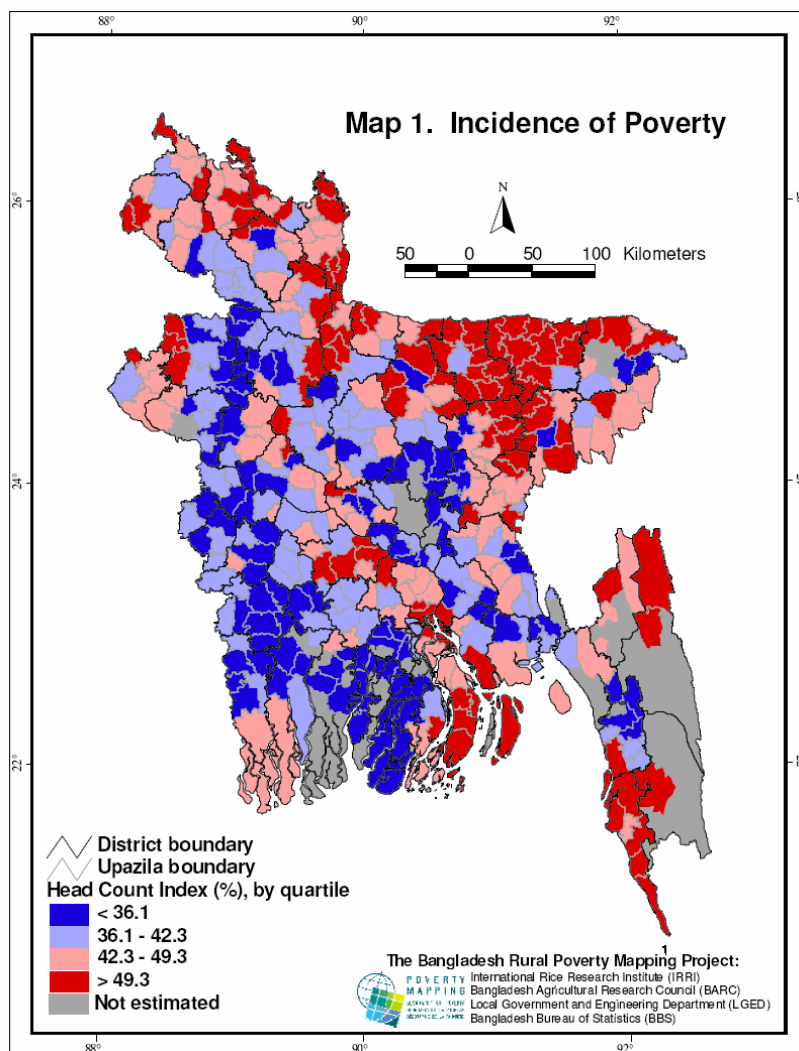 88°
90°
92°
Map 1. Incidence of Poverty
26°
N
50 0 50 100 Kilometers
24°
22°
District boundary
Upazila boundary
Head Count Index (%), by quartile
< 36.1
36.1 - 42.3
42.3 - 49.3
> 49.3
Not estimated
1
The Bangladesh Rural Poverty Mapping Project:
POVERTY
MAPPING
International Rice Research Institute (IRRI)
Bangladesh Agricultural Research Council (BARC)
Local Government and Engineering Department (LGED)
Bangladesh Bureau of Statistics (BBS)
88°
90°
92°